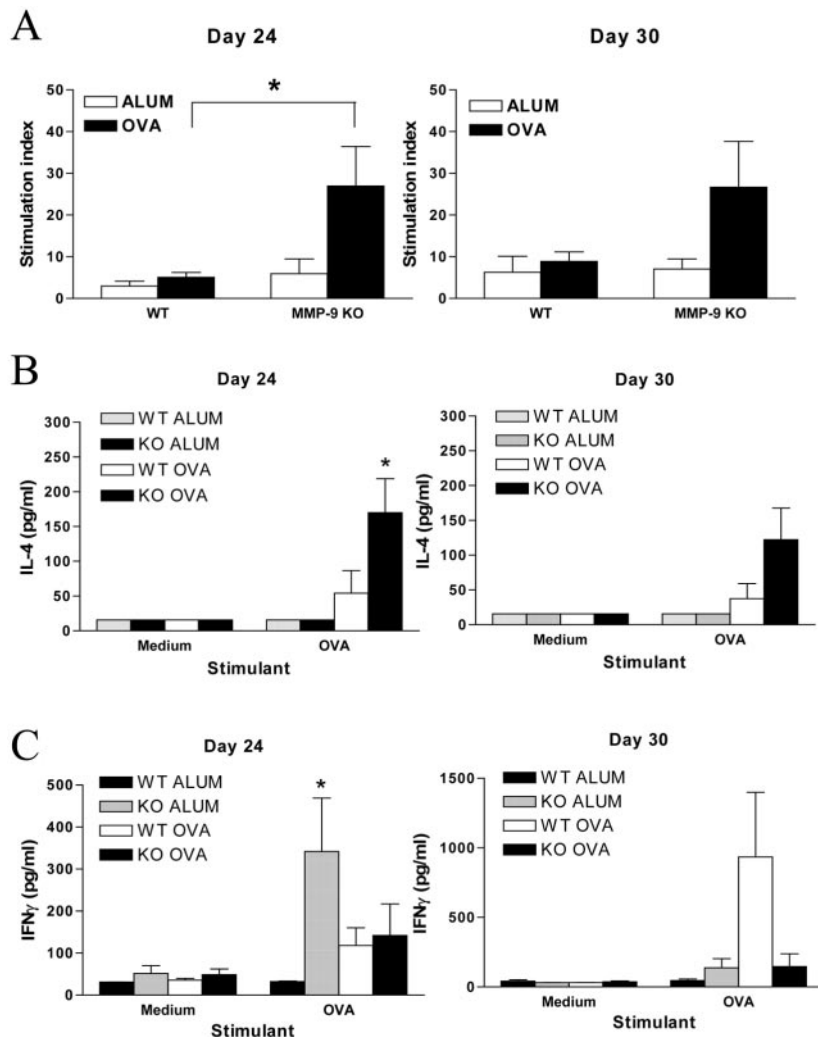 A
Day 24
Day 30
Stimulation index
50
40
30
20
10
0
ALUM
OVA
*
WT
MMP-9 KO
Stimulation index
50
40
30
20
10
0
ALUM
OVA
WT
MMP-9 KO
B
Day 24
Day 30
IL-4 (pg/ml)
300
250
200
150
100
50
0
WT ALUM
KO ALUM
WT OVA
KO OVA
*
Medium
OVA
Stimulant
IL-4 (pg/ml)
300
250
200
150
100
50
0
WT ALUM
KO ALUM
WT OVA
KO OVA
Medium
OVA
Stimulant
C
Day 24
Day 30
IFNγ (pg/ml)
500
400
300
200
100
0
WT ALUM
KO ALUM
WT OVA
KO OVA
*
Medium
OVA
Stimulant
IFNγ (pg/ml)
1500
1000
500
0
WT ALUM
KO ALUM
WT OVA
KO OVA
Medium
OVA
Stimulant